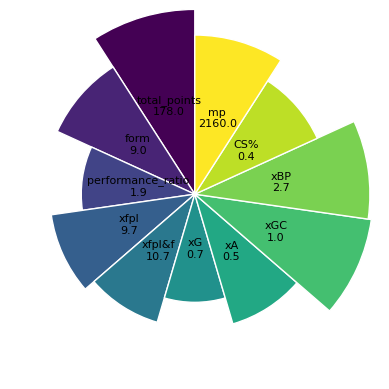 total_points
178.0
mp
2160.0
CS%
0.4
xBP
2.7
xGC
1.0
xA
0.5
xG
0.7
xfpl&f
10.7
xfpl
9.7
performance_ratio
1.9
form
9.0